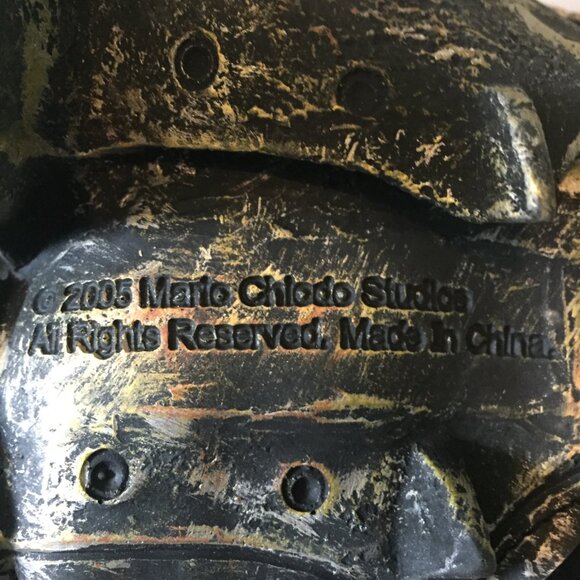 © 2005 Mario Chiodo Studios
All Rights Reserved. Made In China.